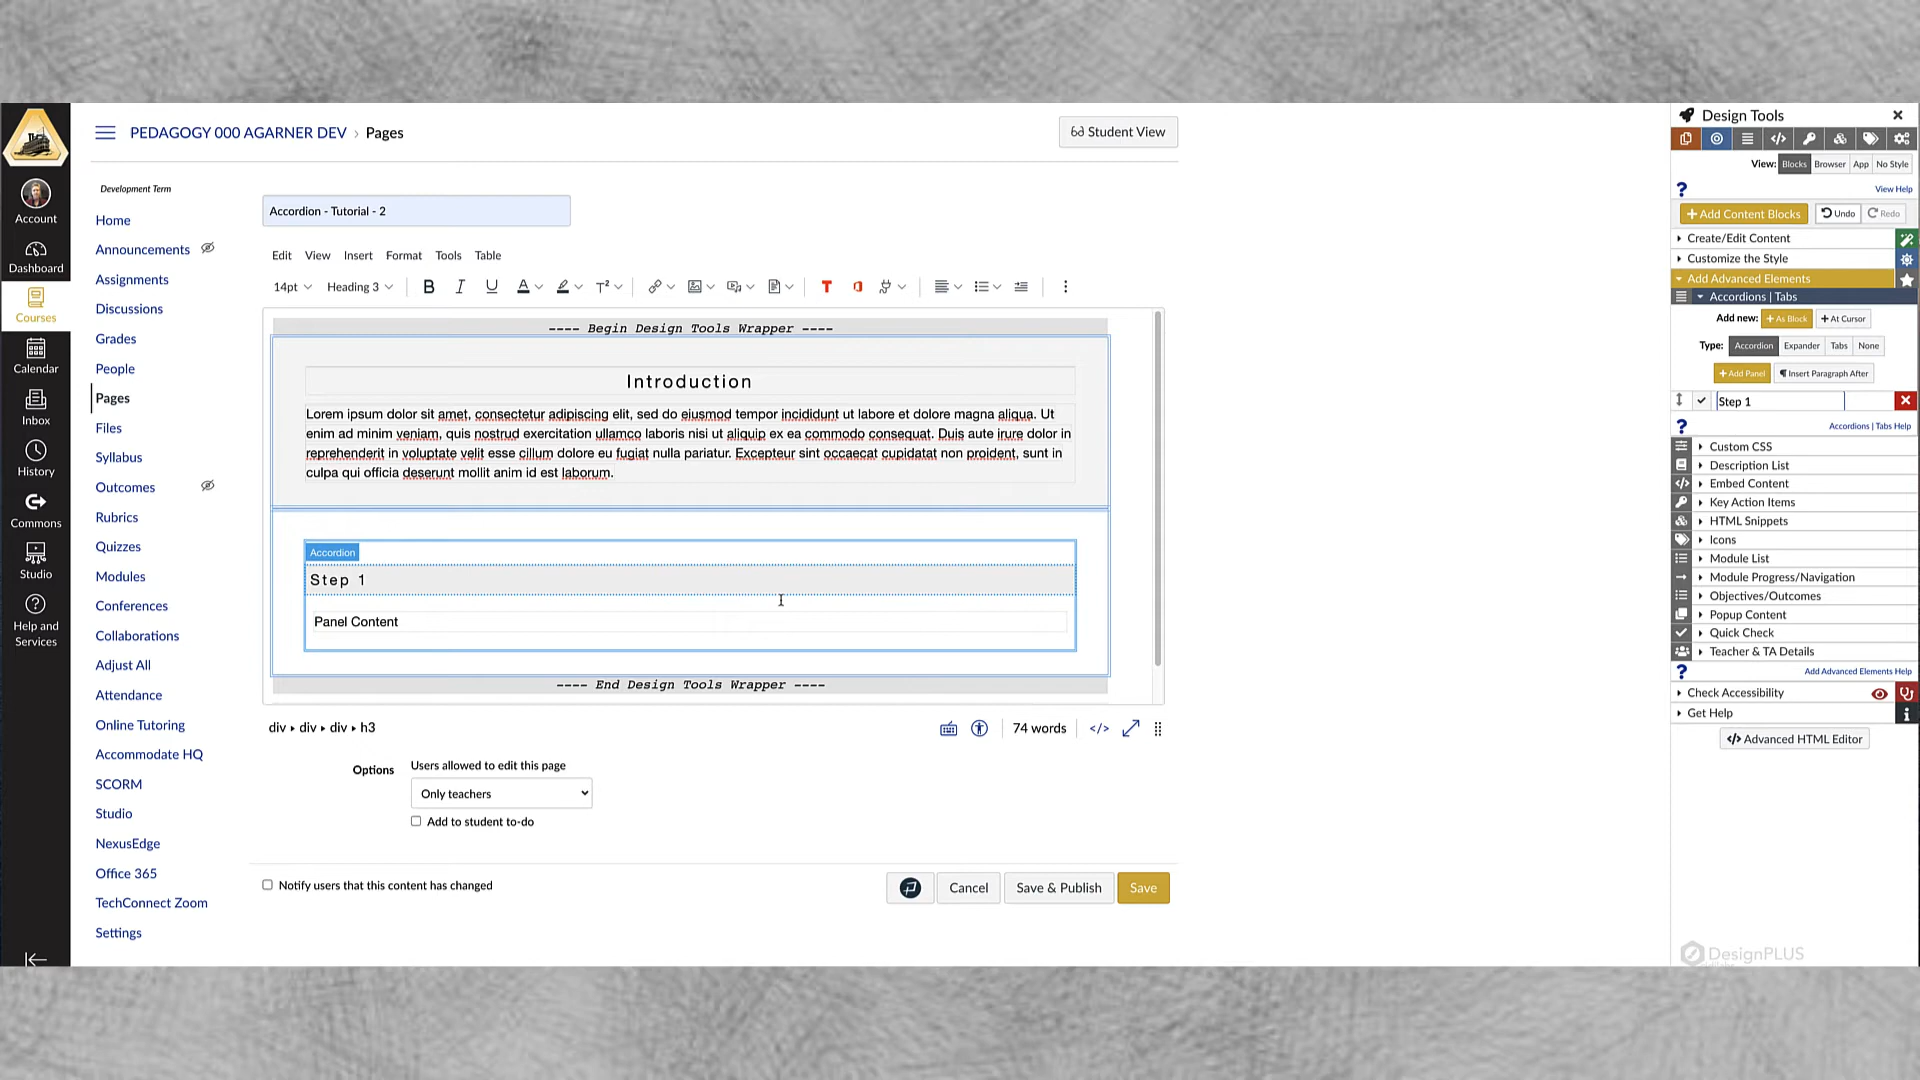 PEDAGOGY 000 AGARNER DEV › Pages
Student View
Account
Dashboard
Courses
Calendar
Inbox
History
Commons
Studio
Help and
Services
Development Term
Home
Announcements
Assignments
Discussions
Grades
People
Pages
Files
Syllabus
Outcomes
Rubrics
Quizzes
Modules
Conferences
Collaborations
Adjust All
Attendance
Online Tutoring
Accommodate HQ
SCORM
Studio
NexusEdge
Office 365
TechConnect Zoom
Settings
Accordion - Tutorial - 2
Edit View Insert Format Tools Table
14pt Heading 3 B I U A T² T
---- Begin Design Tools Wrapper ----
Introduction
Lorem ipsum dolor sit amet, consectetur adipiscing elit, sed do eiusmod tempor incididunt ut labore et dolore magna aliqua. Ut
enim ad minim veniam, quis nostrud exercitation ullamco laboris nisi ut aliquip ex ea commodo consequat. Duis aute irure dolor in
reprehenderit in voluptate velit esse cillum dolore eu fugiat nulla pariatur. Excepteur sint occaecat cupidatat non proident, sunt in
culpa qui officia deserunt mollit anim id est laborum.
Accordion
Step 1
Panel Content
---- End Design Tools Wrapper ----
div ▸ div ▸ div ▸ h3
74 words </>
Options
Users allowed to edit this page
Only teachers
Add to student to-do
Notify users that this content has changed
Cancel
Save & Publish
Save
Design Tools
View: Blocks Browser App No Style
? View Help
+ Add Content Blocks Undo Redo
Create/Edit Content
Customize the Style
Add Advanced Elements
Accordions | Tabs
Add new: + As Block + At Cursor
Type: Accordion Expander Tabs None
+ Add Panel ¶ Insert Paragraph After
Step 1
? Accordions | Tabs Help
Custom CSS
Description List
Embed Content
Key Action Items
HTML Snippets
Icons
Module List
Module Progress/Navigation
Objectives/Outcomes
Popup Content
Quick Check
Teacher & TA Details
? Add Advanced Elements Help
Check Accessibility
Get Help
</> Advanced HTML Editor
DesignPLUS